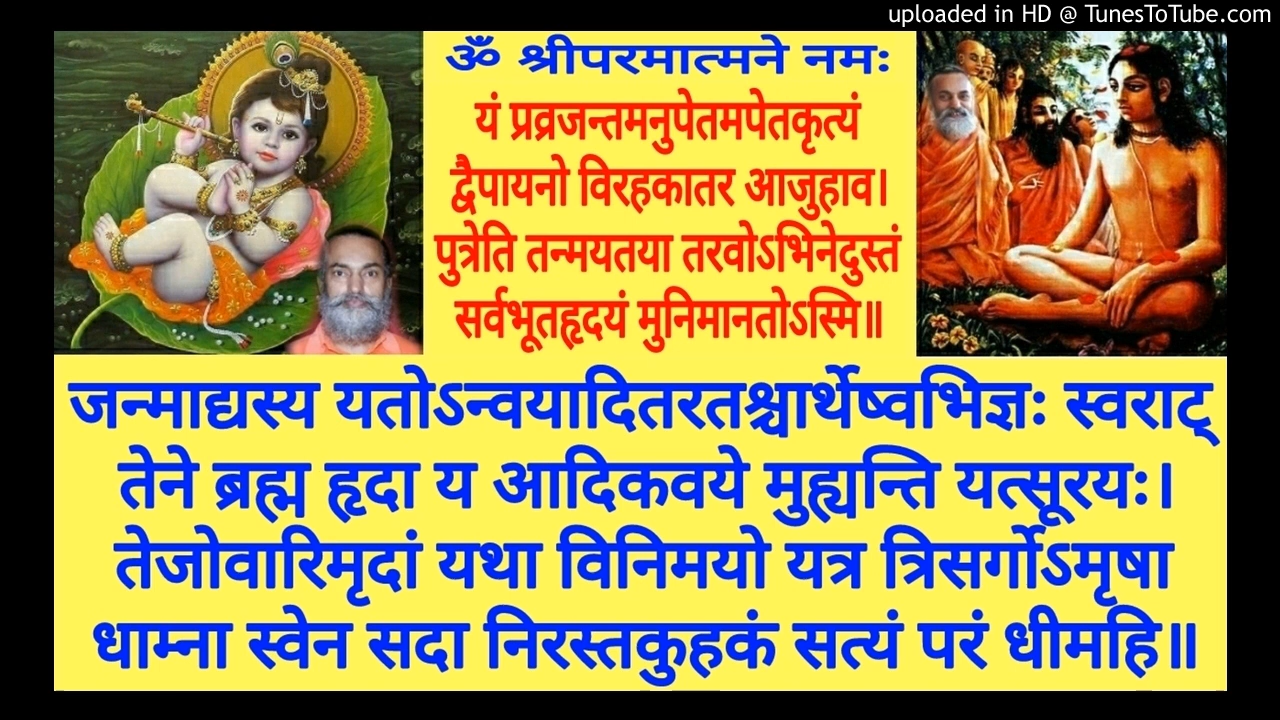 uploaded in HD @ TunesToTube.com
ॐ श्रीपरमात्मने नमः
यं प्रव्रजन्तमनुपेतमपेतकृत्यं
द्वैपायनो विरहकातर आजुहाव।
पुत्रेति तन्मयतया तरवोऽभिनेदुस्तं
सर्वभूतहृदयं मुनिमानतोऽस्मि॥
जन्माद्यस्य यतोऽन्वयादितरतश्चार्थेष्वभिज्ञः स्वराट्
तेने ब्रह्म हृदा य आदिकवये मुह्यन्ति यत्सूरयः।
तेजोवारिमृदां यथा विनिमयो यत्र त्रिसर्गोऽमृषा
धाम्ना स्वेन सदा निरस्तकुहकं सत्यं परं धीमहि॥